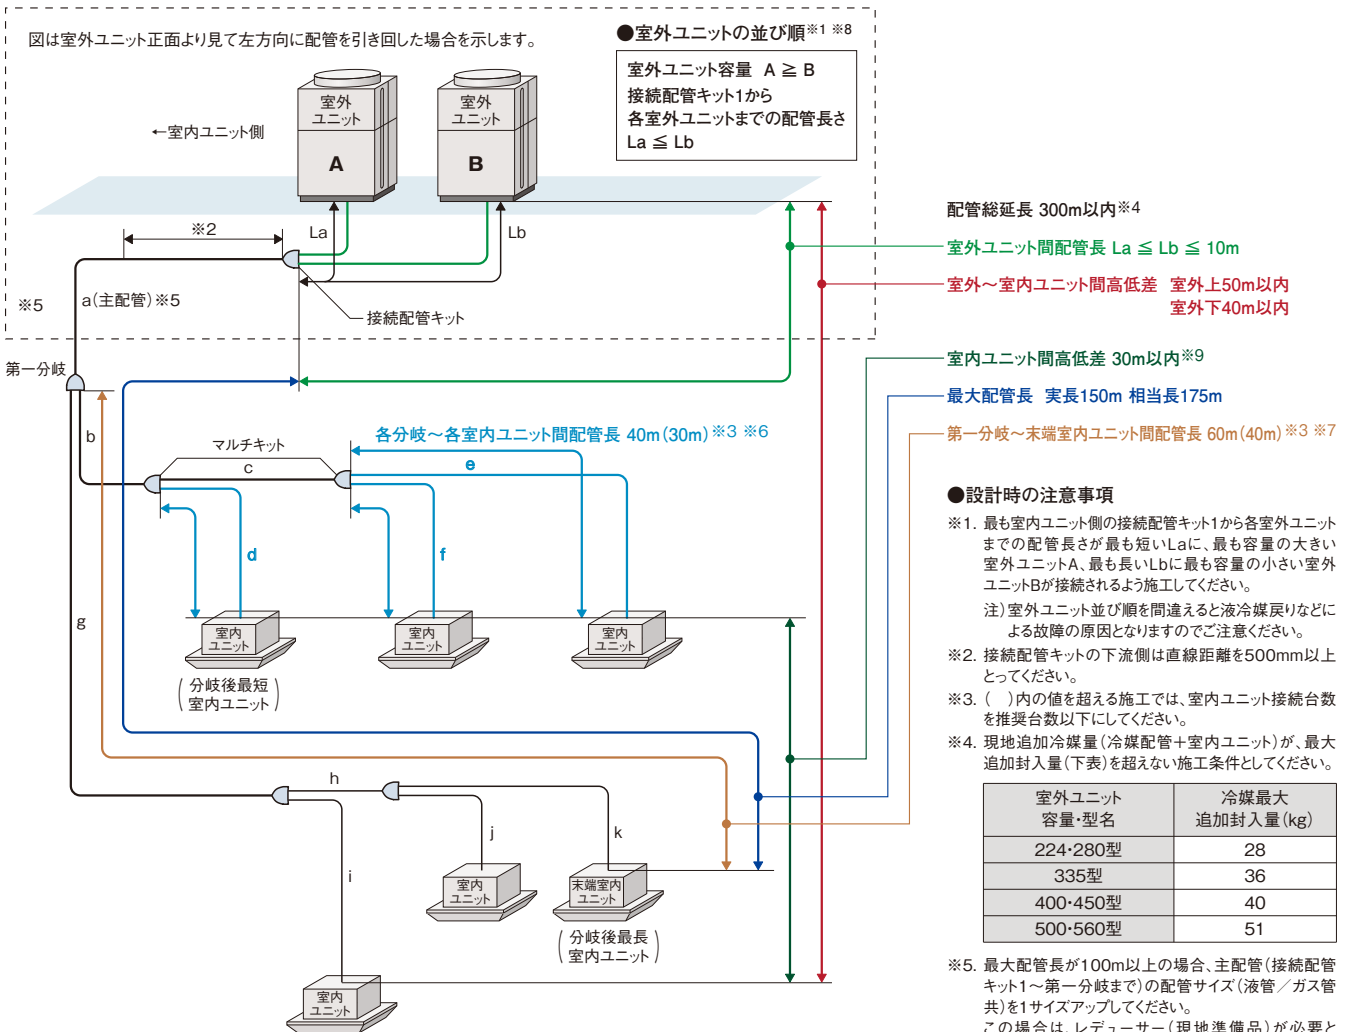 図は室外ユニット正面より見て左方向に配管を引き回した場合を示します。
●室外ユニットの並び順※1 ※8
室外ユニット容量 A ≧ B
接続配管キット1から
各室外ユニットまでの配管長さ
La ≦ Lb
←室内ユニット側
室外
ユニット
A
室外
ユニット
B
※2
La
Lb
※5
a(主配管)※5
接続配管キット
第一分岐
配管総延長 300m以内※4
室外ユニット間配管長 La ≦ Lb ≦ 10m
室外～室内ユニット間高低差 室外上50m以内
室外下40m以内
室内ユニット間高低差 30m以内※9
最大配管長 実長150m 相当長175m
第一分岐～末端室内ユニット間配管長 60m(40m)※3 ※7
各分岐～各室内ユニット間配管長 40m(30m)※3 ※6
b
マルチキット
c
e
d
f
g
室内
ユニット
室内
ユニット
室内
ユニット
(分岐後最短
室内ユニット)
h
j
k
i
室内
ユニット
末端室内
ユニット
(分岐後最長
室内ユニット)
室内
ユニット
●設計時の注意事項
※1. 最も室内ユニット側の接続配管キット1から各室外ユニット
までの配管長さが最も短いLaに、最も容量の大きい
室外ユニットA、最も長いLbに最も容量の小さい室外
ユニットBが接続されるよう施工してください。
注)室外ユニット並び順を間違えると液冷媒戻りなどに
よる故障の原因となりますのでご注意ください。
※2. 接続配管キットの下流側は直線距離を500mm以上
とってください。
※3. ( )内の値を超える施工では、室内ユニット接続台数
を推奨台数以下にしてください。
※4. 現地追加冷媒量(冷媒配管+室内ユニット)が、最大
追加封入量(下表)を超えない施工条件としてください。
室外ユニット
容量・型名
冷媒最大
追加封入量(kg)
224・280型 28
335型 36
400・450型 40
500・560型 51
※5. 最大配管長が100m以上の場合、主配管(接続配管
キット1～第一分岐まで)の配管サイズ(液管/ガス管
共)を1サイズアップしてください。
この場合は、レデューサー(現地準備品)が必要と